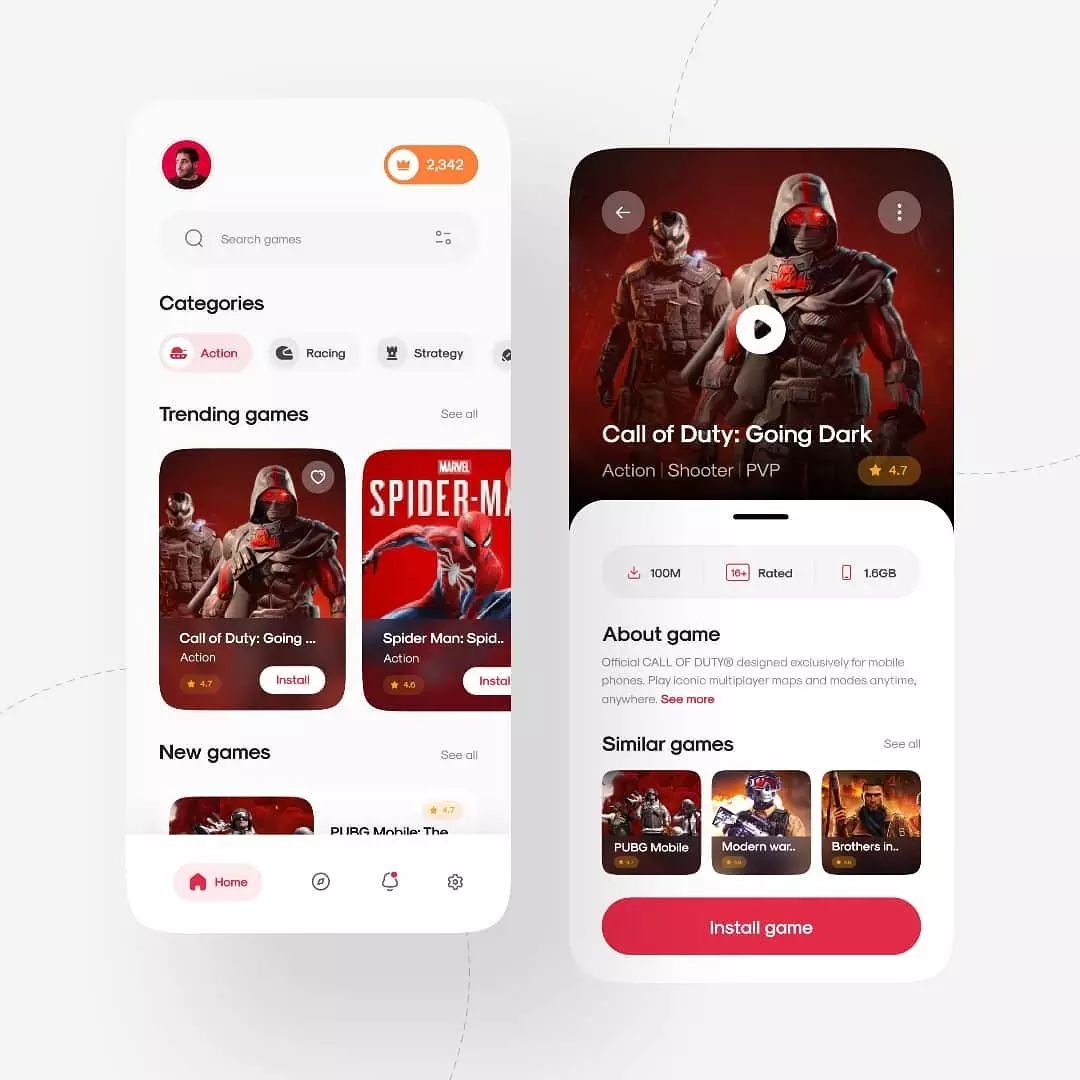 2,342
Search games
Categories
Action
Racing
Strategy
Trending games
See all
MARVEL
SPIDER-MA
Call of Duty: Going ...
Action
4.7
Install
Spider Man: Spid..
Action
4.6
Instal
New games
See all
4.7
PUBG Mobile: The
Home
Call of Duty: Going Dark
Action | Shooter | PVP
4.7
100M
16+ Rated
1.6GB
About game
Official CALL OF DUTY® designed exclusively for mobile
phones. Play iconic multiplayer maps and modes anytime,
anywhere. See more
Similar games
See all
PUBG Mobile
Modern war..
Brothers in..
Install game